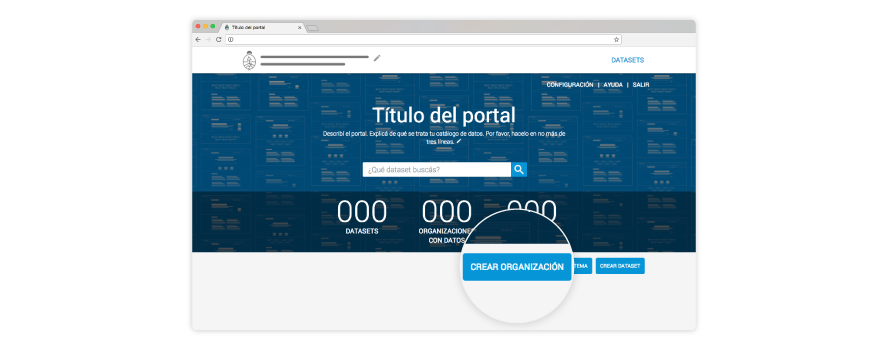 Título del portal
DATASETS
CONFIGURACIÓN | AYUDA | SALIR
Título del portal
Describí el portal. Explicá de qué se trata tu catálogo de datos. Por favor, hacelo en no más de
tres líneas.
¿Qué dataset buscás?
000 000 000
DATASETS ORGANIZACIONE
CON DATOS
CREAR ORGANIZACIÓN TEMA CREAR DATASET